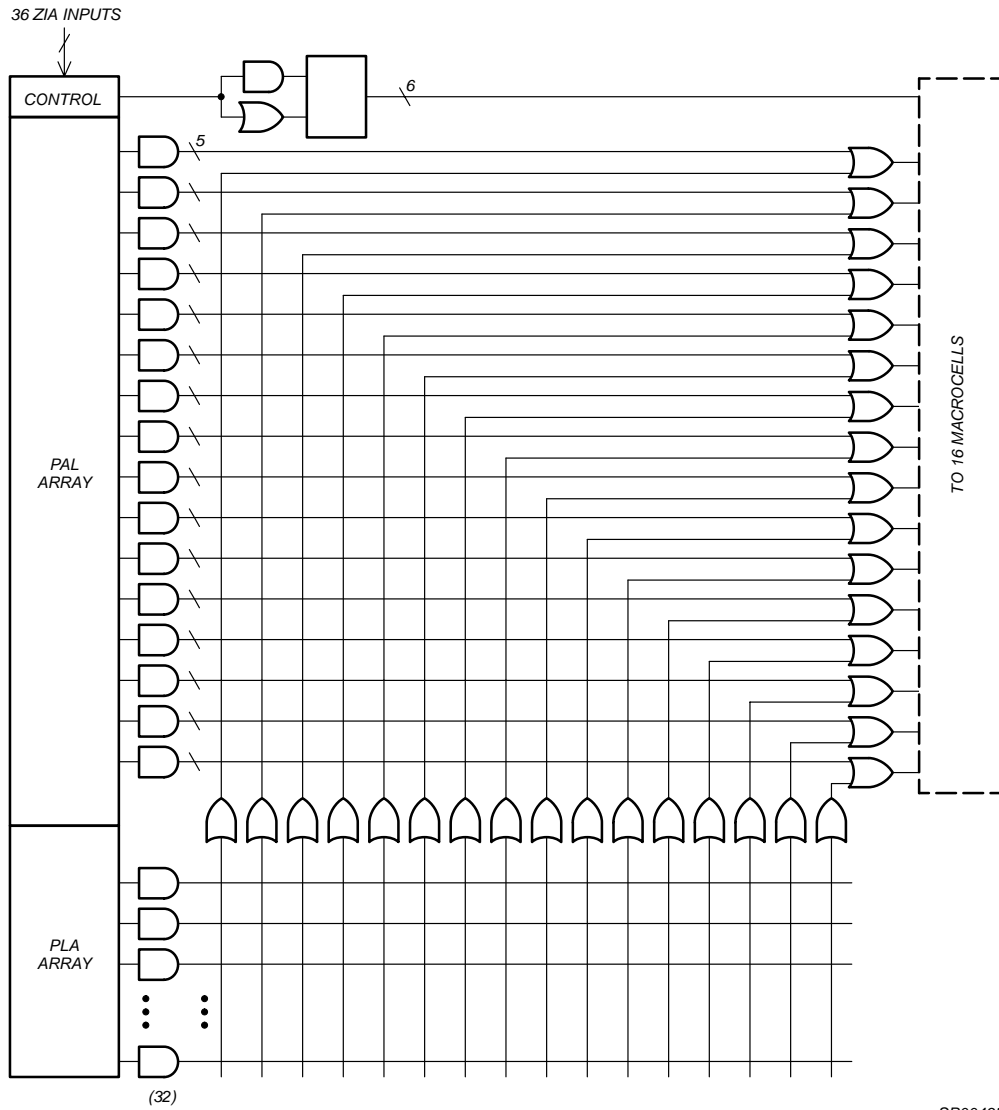 36 ZIA INPUTS
CONTROL
6
5
PAL
ARRAY
TO 16 MACROCELLS
PLA
ARRAY
(32)